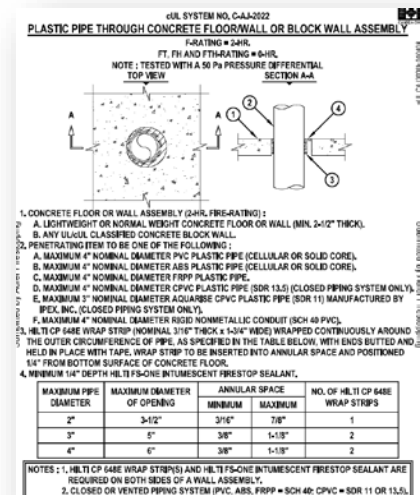 cUL SYSTEM NO. C-AJ-2022
PLASTIC PIPE THROUGH CONCRETE FLOOR/WALL OR BLOCK WALL ASSEMBLY
F-RATING = 2-HR.
FT, FH AND FTH-RATING = 0-HR.
NOTE : TESTED WITH A 50 Pa PRESSURE DIFFERENTIAL
TOP VIEW
SECTION A-A
A
A
1
2
3
4
1. CONCRETE FLOOR OR WALL ASSEMBLY (2-HR. FIRE-RATING) :
A. LIGHTWEIGHT OR NORMAL WEIGHT CONCRETE FLOOR OR WALL (MIN. 2-1/2" THICK).
B. ANY UL/cUL CLASSIFIED CONCRETE BLOCK WALL.
2. PENETRATING ITEM TO BE ONE OF THE FOLLOWING :
A. MAXIMUM 4" NOMINAL DIAMETER PVC PLASTIC PIPE (CELLULAR OR SOLID CORE).
B. MAXIMUM 4" NOMINAL DIAMETER ABS PLASTIC PIPE (CELLULAR OR SOLID CORE).
C. MAXIMUM 4" NOMINAL DIAMETER FRPP PLASTIC PIPE.
D. MAXIMUM 4" NOMINAL DIAMETER CPVC PLASTIC PIPE (SDR 13.5) (CLOSED PIPING SYSTEM ONLY).
E. MAXIMUM 3" NOMINAL DIAMETER AQUARISE CPVC PLASTIC PIPE (SDR 11) MANUFACTURED BY
IPEX, INC. (CLOSED PIPING SYSTEM ONLY).
F. MAXIMUM 4" NOMINAL DIAMETER RIGID NONMETALLIC CONDUIT (SCH 40 PVC).
3. HILTI CP 648E WRAP STRIP (NOMINAL 3/16" THICK x 1-3/4" WIDE) WRAPPED CONTINUOUSLY AROUND
THE OUTER CIRCUMFERENCE OF PIPE, AS SPECIFIED IN THE TABLE BELOW, WITH ENDS BUTTED AND
HELD IN PLACE WITH TAPE. WRAP STRIP TO BE INSERTED INTO ANNULAR SPACE AND POSITIONED
1/4" FROM BOTTOM SURFACE OF CONCRETE FLOOR.
4. MINIMUM 1/4" DEPTH HILTI FS-ONE INTUMESCENT FIRESTOP SEALANT.
MAXIMUM PIPE DIAMETER MAXIMUM DIAMETER OF OPENING ANNULAR SPACE NO. OF HILTI CP 648E WRAP STRIPS
MINIMUM MAXIMUM
2" 3-1/2" 3/16" 7/8" 1
3" 5" 3/8" 1-1/8" 2
4" 6" 3/8" 1-1/8" 2
NOTES : 1. HILTI CP 648E WRAP STRIP(S) AND HILTI FS-ONE INTUMESCENT FIRESTOP SEALANT ARE
REQUIRED ON BOTH SIDES OF A WALL ASSEMBLY.
2. CLOSED OR VENTED PIPING SYSTEM (PVC, ABS, FRPP = SCH 40; CPVC = SDR 11 OR 13.5).